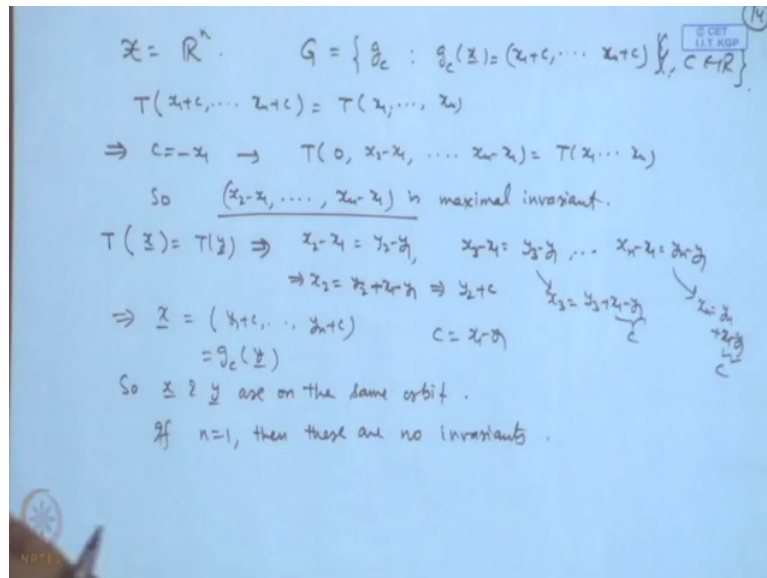 14
© CET
I.I.T. KGP
𝔛 = ℝⁿ. G = { g_c : g_c(x) = (x₁+c, ⋯ xₙ+c) }, c ∈ ℝ }.
T(x₁+c, ⋯ xₙ+c) = T(x₁, ⋯, xₙ)
⇒ c = -x₁ → T(0, x₂-x₁, ⋯ xₙ-x₁) = T(x₁ ⋯ xₙ)
So (x₂-x₁, ⋯, xₙ-x₁) is maximal invariant.
T(x) = T(y) ⇒ x₂-x₁ = y₂-y₁, x₃-x₁ = y₃-y₁, ⋯ xₙ-x₁ = yₙ-y₁
⇒ x₂ = y₂+x₁-y₁ ⇒ y₂+c x₃ = y₃+x₁-y₁ xₙ = yₙ
+x₁-y₁
c c
⇒ x = (y₁+c, ⋯, yₙ+c) c = x₁-y₁
= g_c(y)
So x & y are on the same orbit.
If n=1, then there are no invariants.
NPTEL